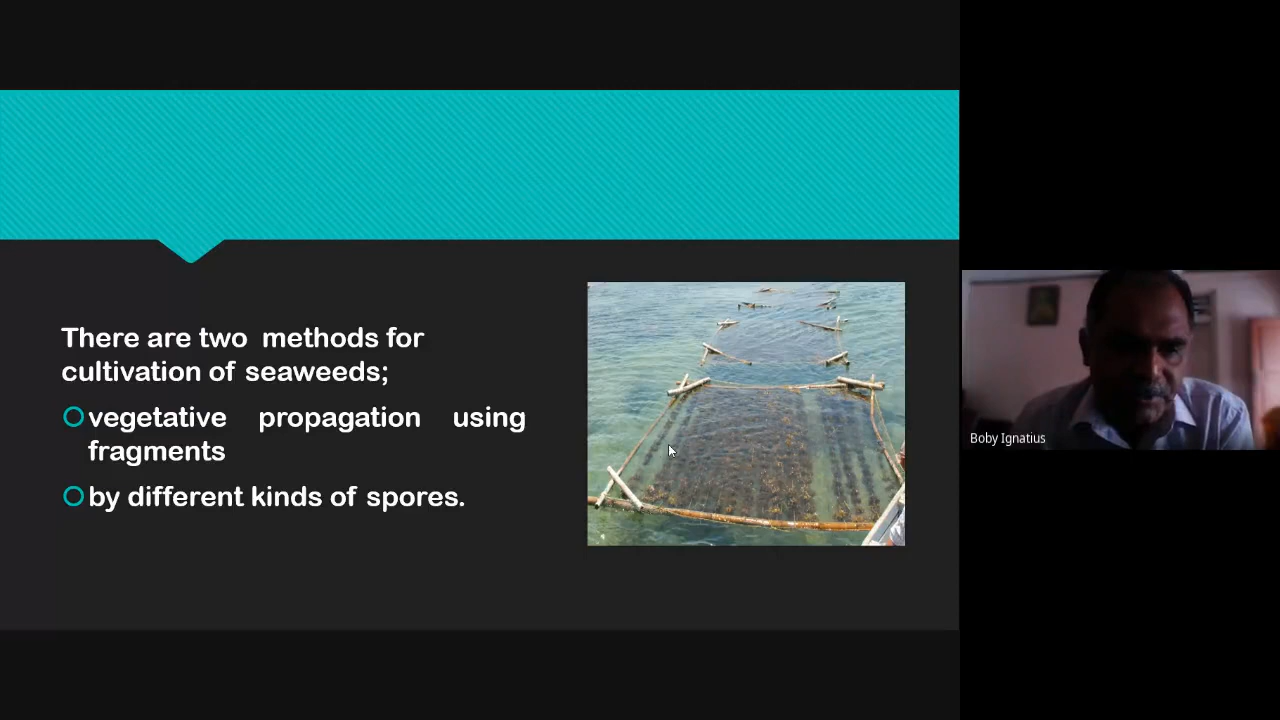 There are two methods for
cultivation of seaweeds;
vegetative propagation using
fragments
by different kinds of spores.
Boby Ignatius